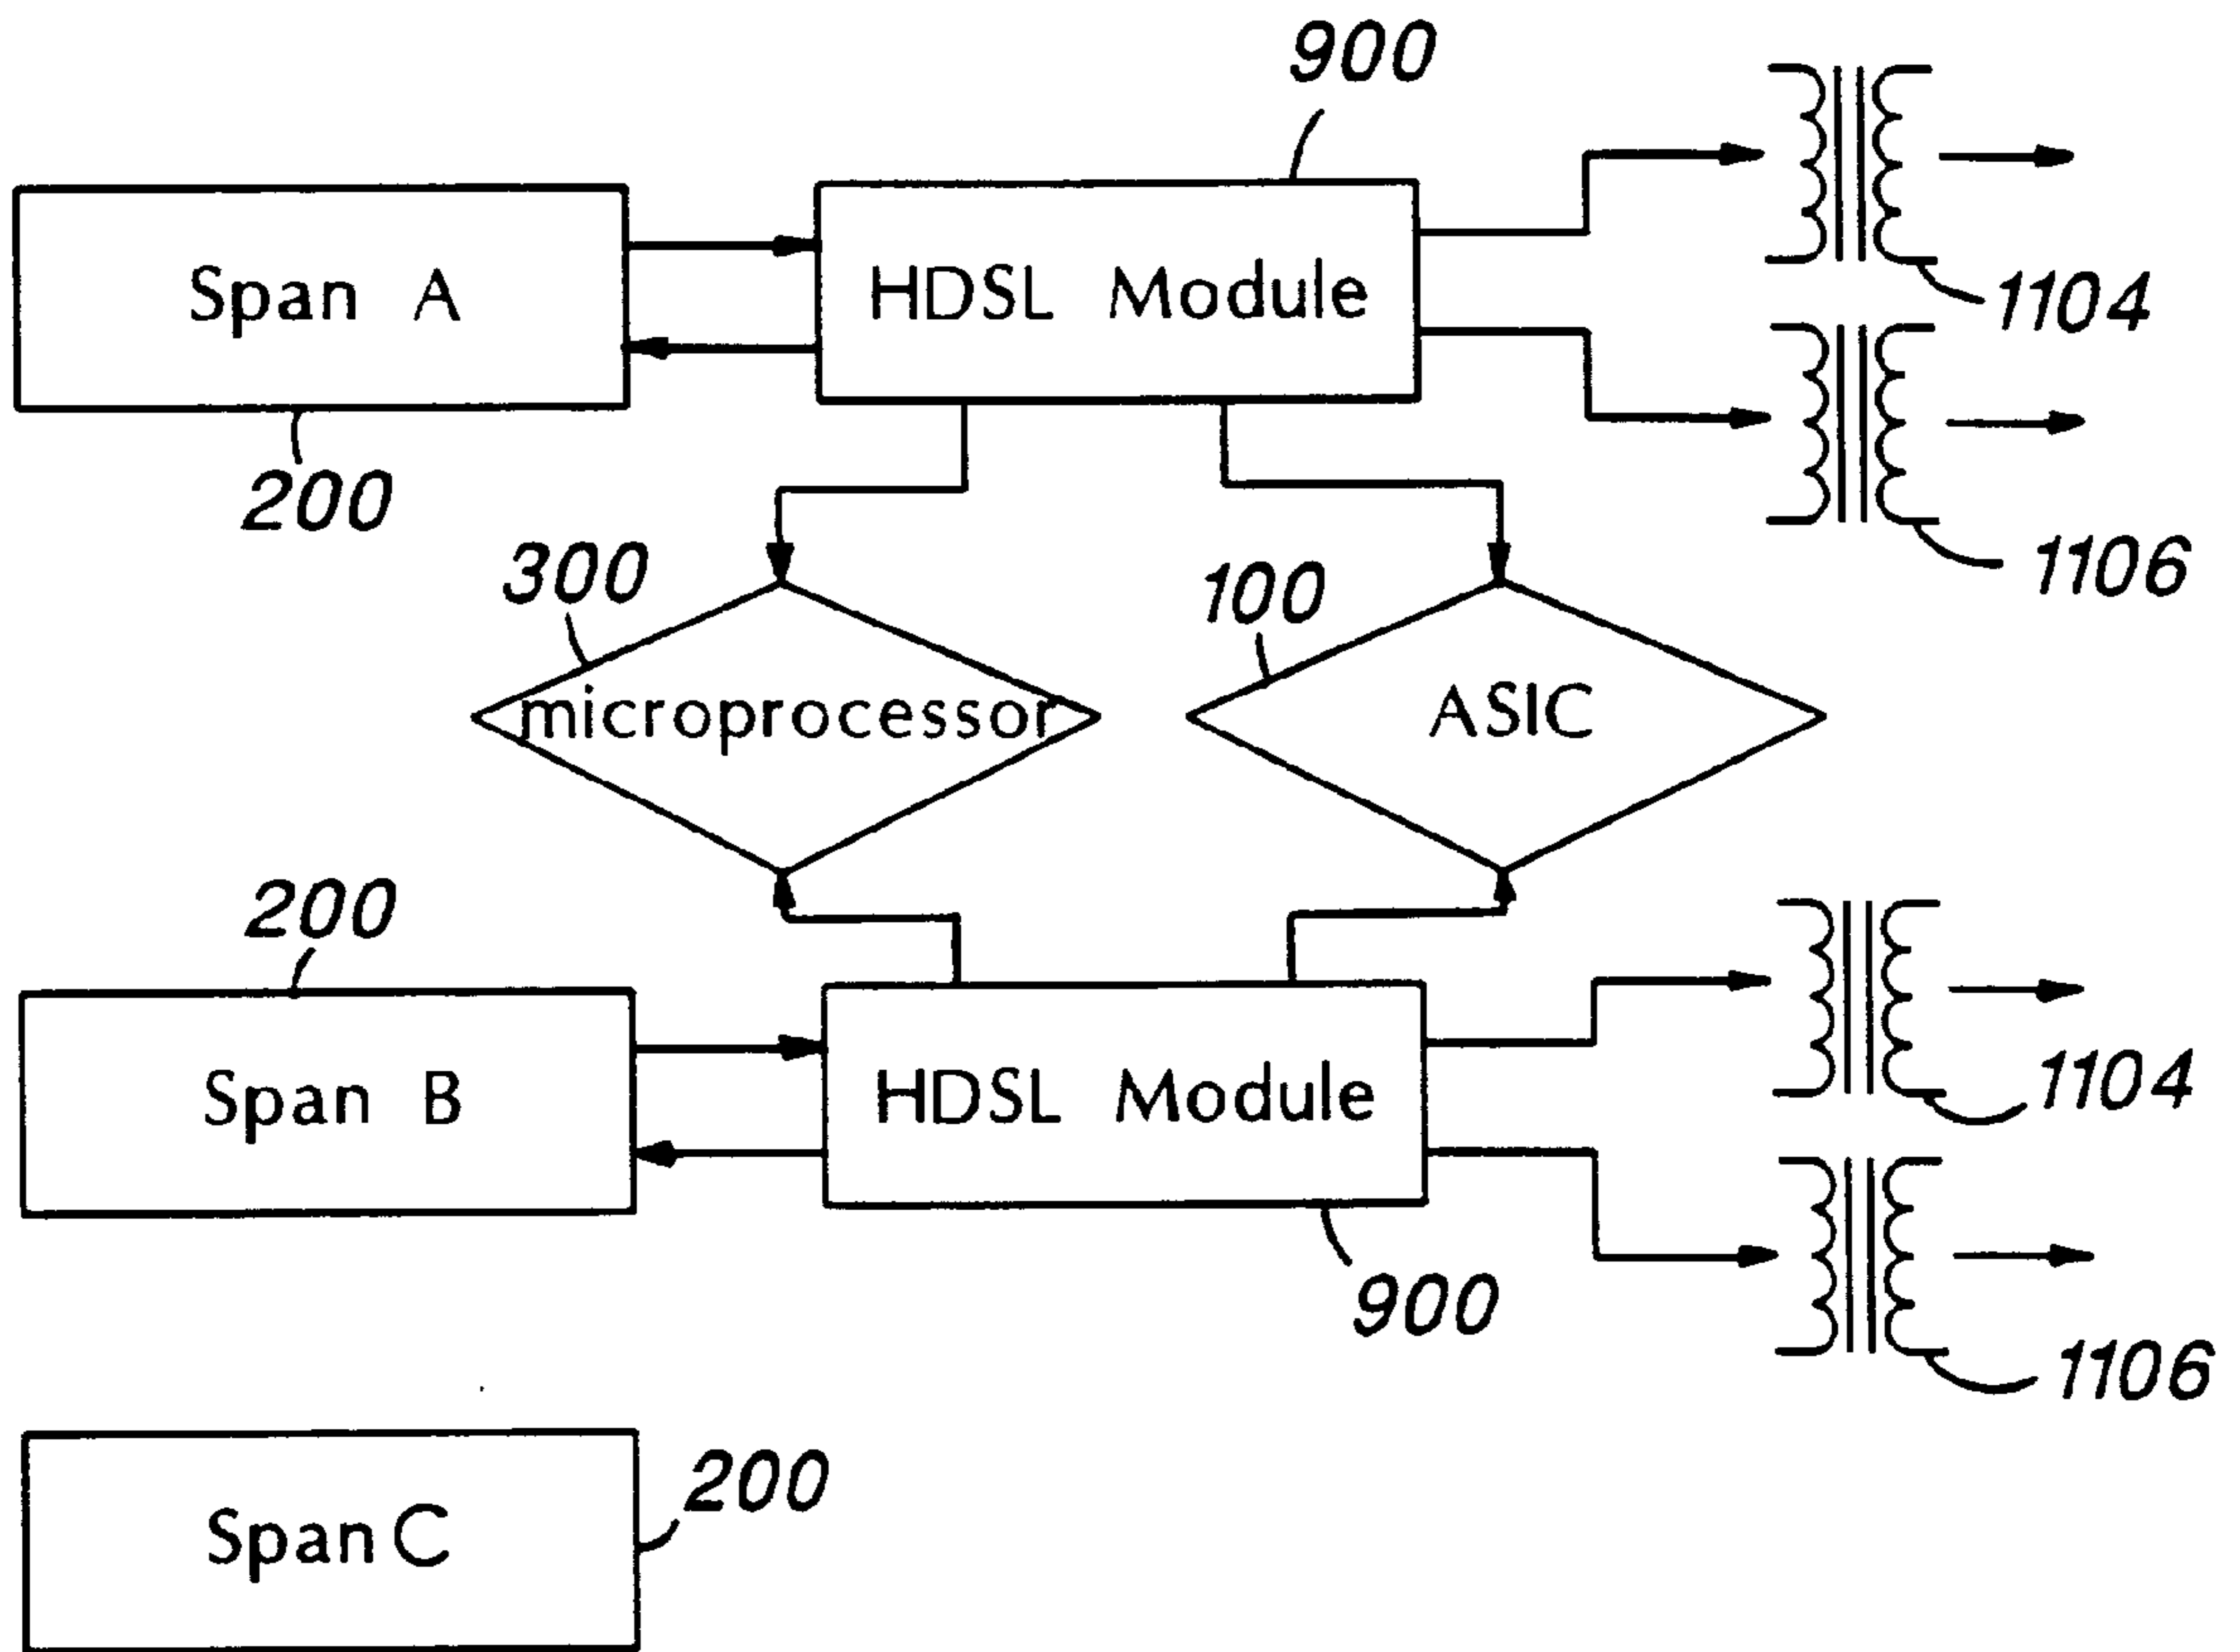 900
Span A
HDSL Module
1104
200
1106
300
100
microprocessor
ASIC
200
Span B
HDSL Module
1104
900
1106
Span C
200